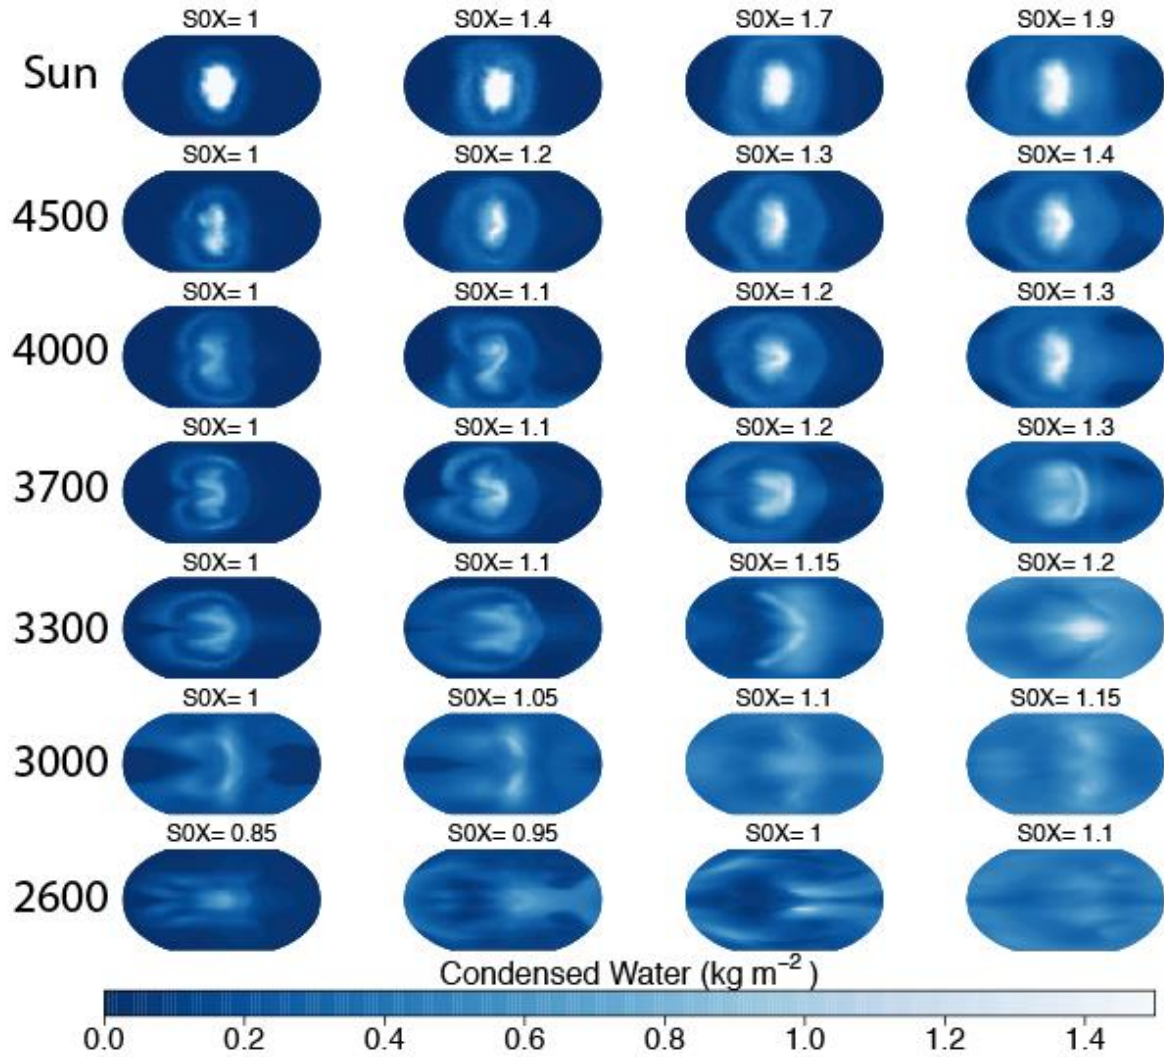 S0X= 1 S0X= 1.4 S0X= 1.7 S0X= 1.9
Sun
S0X= 1 S0X= 1.2 S0X= 1.3 S0X= 1.4
4500
S0X= 1 S0X= 1.1 S0X= 1.2 S0X= 1.3
4000
S0X= 1 S0X= 1.1 S0X= 1.2 S0X= 1.3
3700
S0X= 1 S0X= 1.1 S0X= 1.15 S0X= 1.2
3300
S0X= 1 S0X= 1.05 S0X= 1.1 S0X= 1.15
3000
S0X= 0.85 S0X= 0.95 S0X= 1 S0X= 1.1
2600
Condensed Water (kg m⁻²)
0.0 0.2 0.4 0.6 0.8 1.0 1.2 1.4